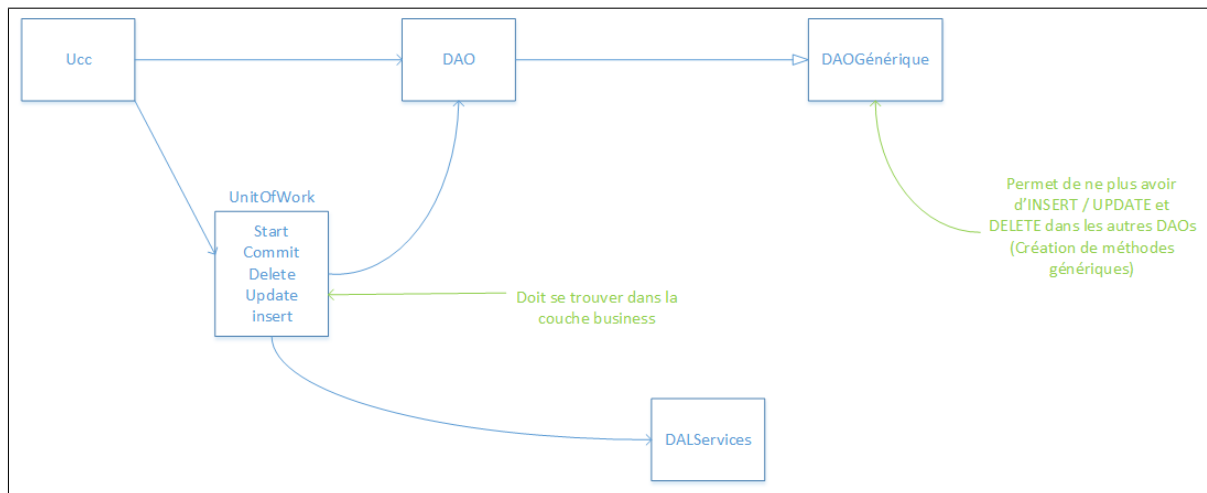 Ucc
DAO
DAOGénérique
UnitOfWork
Start
Commit
Delete
Update
insert
Permet de ne plus avoir
d'INSERT / UPDATE et
DELETE dans les autres DAOs
(Création de méthodes
génériques)
Doit se trouver dans la
couche business
DALServices